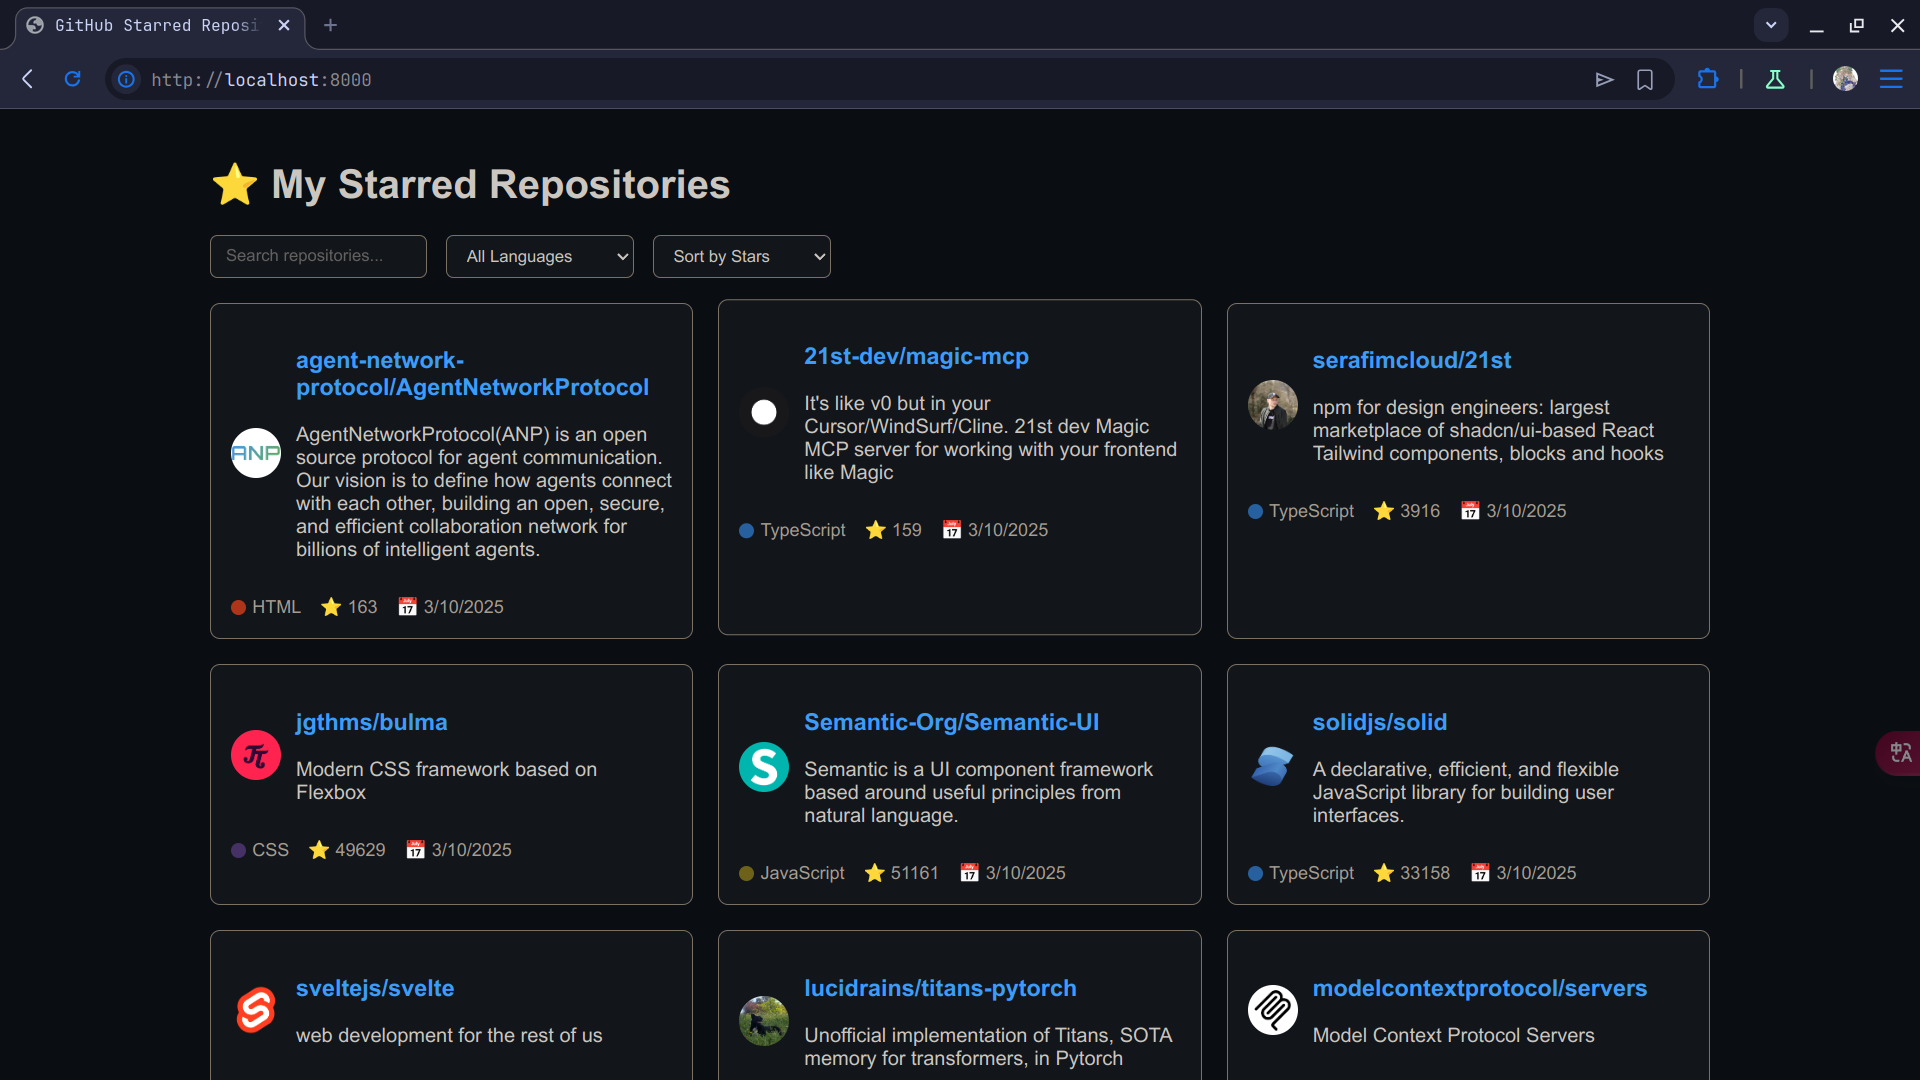 GitHub Starred Reposi
http://localhost:8000
⭐ My Starred Repositories
Search repositories...
All Languages
Sort by Stars
agent-network-
protocol/AgentNetworkProtocol
AgentNetworkProtocol(ANP) is an open
source protocol for agent communication.
Our vision is to define how agents connect
with each other, building an open, secure,
and efficient collaboration network for
billions of intelligent agents.
ANP
HTML ⭐ 163 📅 3/10/2025
21st-dev/magic-mcp
It's like v0 but in your
Cursor/WindSurf/Cline. 21st dev Magic
MCP server for working with your frontend
like Magic
TypeScript ⭐ 159 📅 3/10/2025
serafimcloud/21st
npm for design engineers: largest
marketplace of shadcn/ui-based React
Tailwind components, blocks and hooks
TypeScript ⭐ 3916 📅 3/10/2025
jgthms/bulma
Modern CSS framework based on
Flexbox
CSS ⭐ 49629 📅 3/10/2025
Semantic-Org/Semantic-UI
Semantic is a UI component framework
based around useful principles from
natural language.
S
JavaScript ⭐ 51161 📅 3/10/2025
solidjs/solid
A declarative, efficient, and flexible
JavaScript library for building user
interfaces.
TypeScript ⭐ 33158 📅 3/10/2025
中A
sveltejs/svelte
web development for the rest of us
lucidrains/titans-pytorch
Unofficial implementation of Titans, SOTA
memory for transformers, in Pytorch
modelcontextprotocol/servers
Model Context Protocol Servers